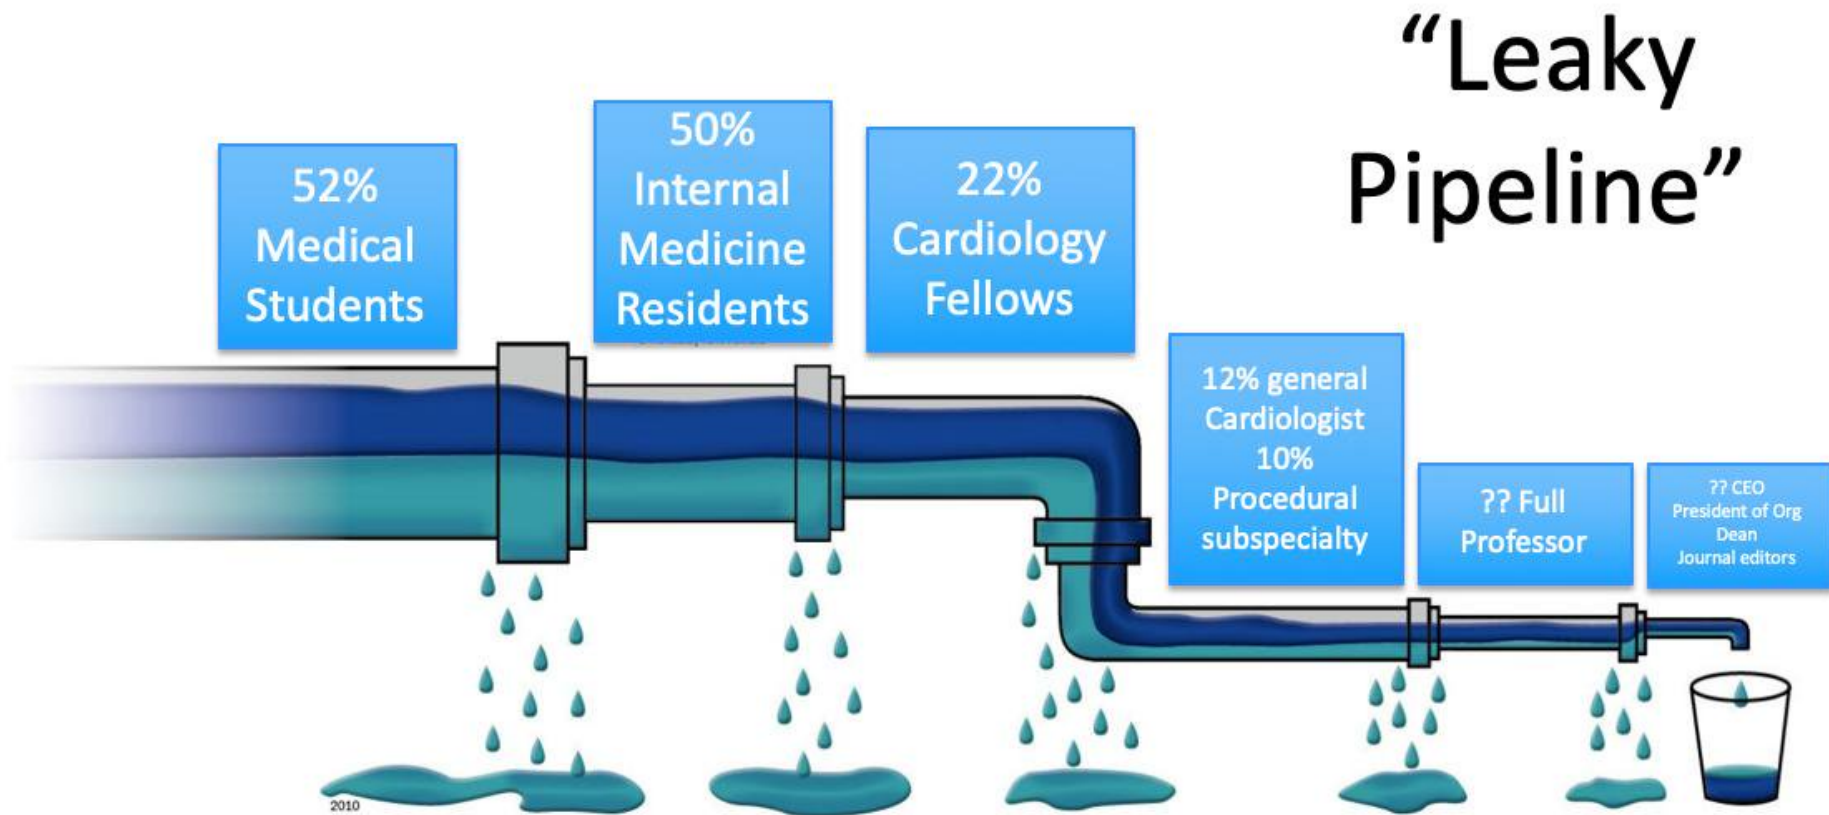 “Leaky
Pipeline”
52%
Medical
Students
50%
Internal
Medicine
Residents
22%
Cardiology
Fellows
12% general
Cardiologist
10%
Procedural
subspecialty
?? Full
Professor
?? CEO
President of Org
Dean
Journal editors
2010